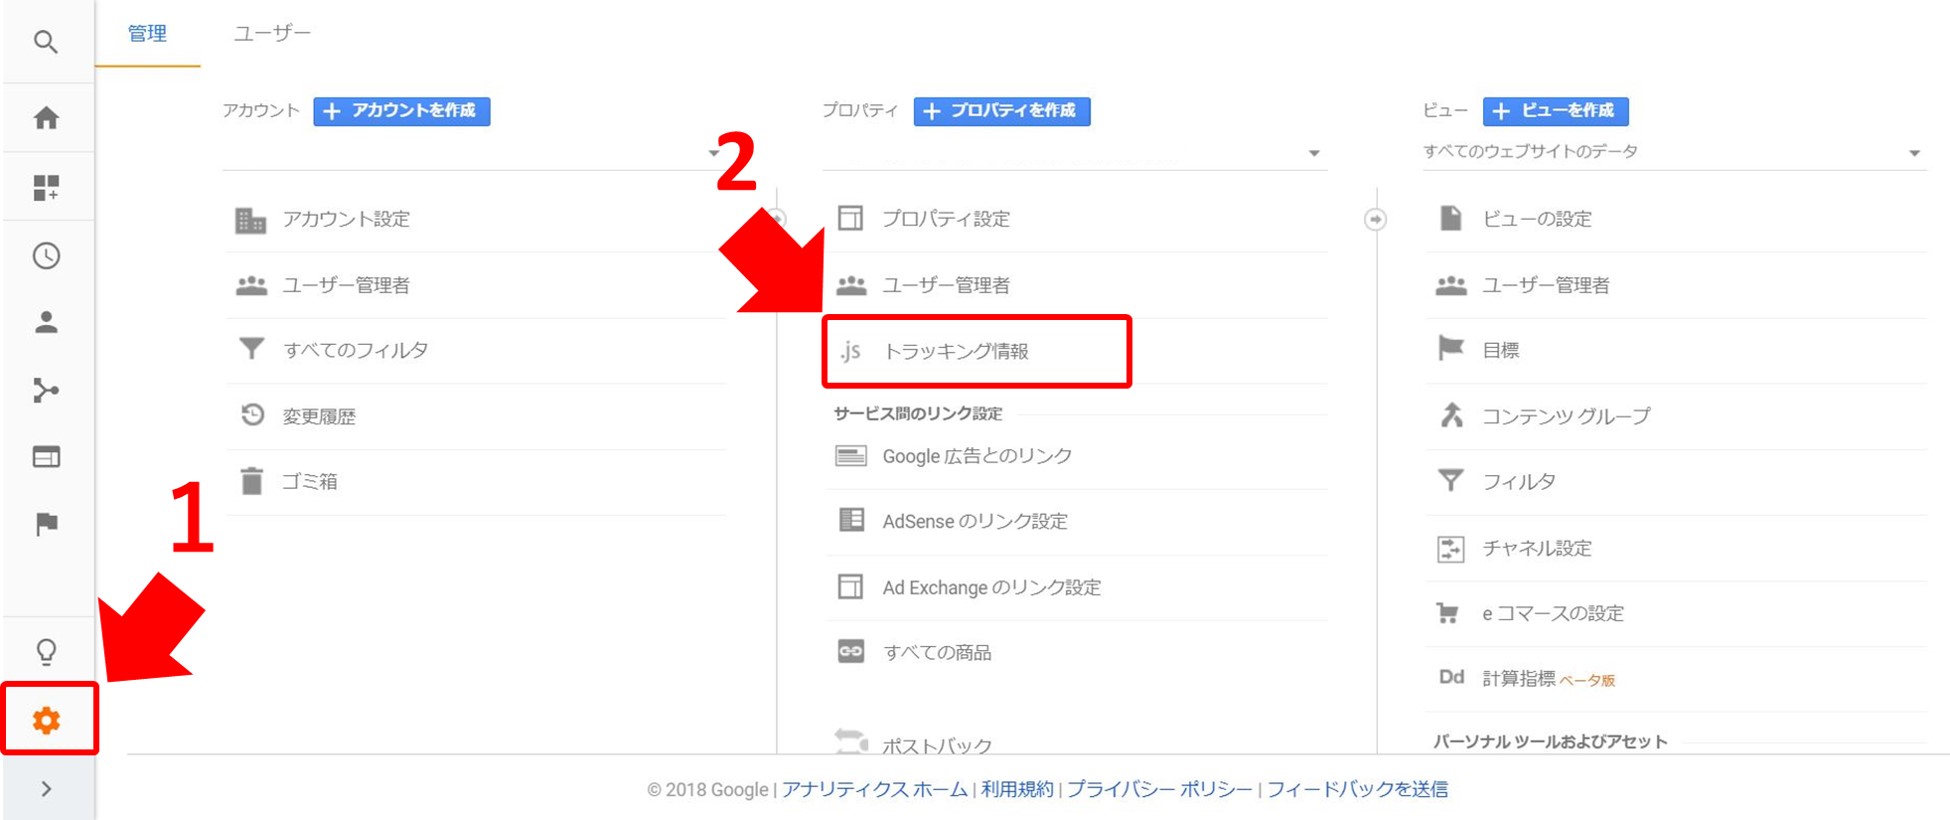 管理
ユーザー
アカウント
+ アカウントを作成
アカウント設定
ユーザー管理者
すべてのフィルタ
変更履歴
ゴミ箱
1
2
プロパティ
+ プロパティを作成
プロパティ設定
ユーザー管理者
.js トラッキング情報
サービス間のリンク設定
Google 広告とのリンク
AdSense のリンク設定
Ad Exchange のリンク設定
すべての商品
ポストバック
ビュー
+ ビューを作成
すべてのウェブサイトのデータ
ビューの設定
ユーザー管理者
目標
コンテンツ グループ
フィルタ
チャネル設定
e コマースの設定
Dd 計算指標 ベータ版
パーソナル ツールおよびアセット
© 2018 Google | アナリティクス ホーム | 利用規約 | プライバシー ポリシー | フィードバックを送信